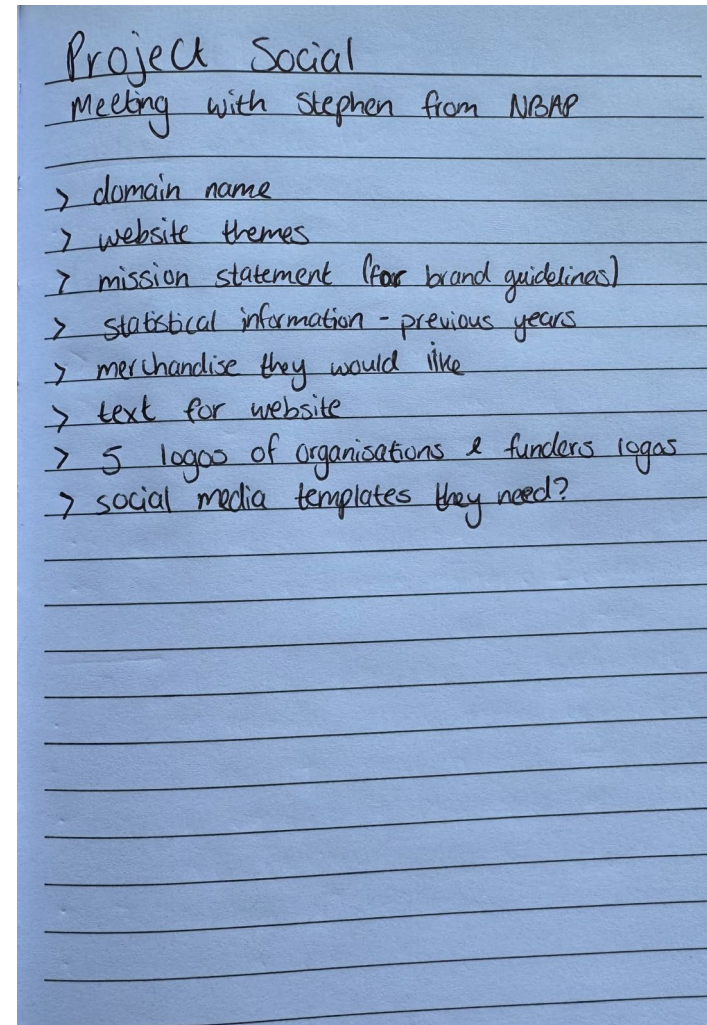 Project Social
Meeting with Stephen from NBAP
> domain name
> website themes
> mission statement (for brand guidelines)
> statistical information - previous years
> merchandise they would like
> text for website
> 5 logos of organisations & funders logos
> social media templates they need?